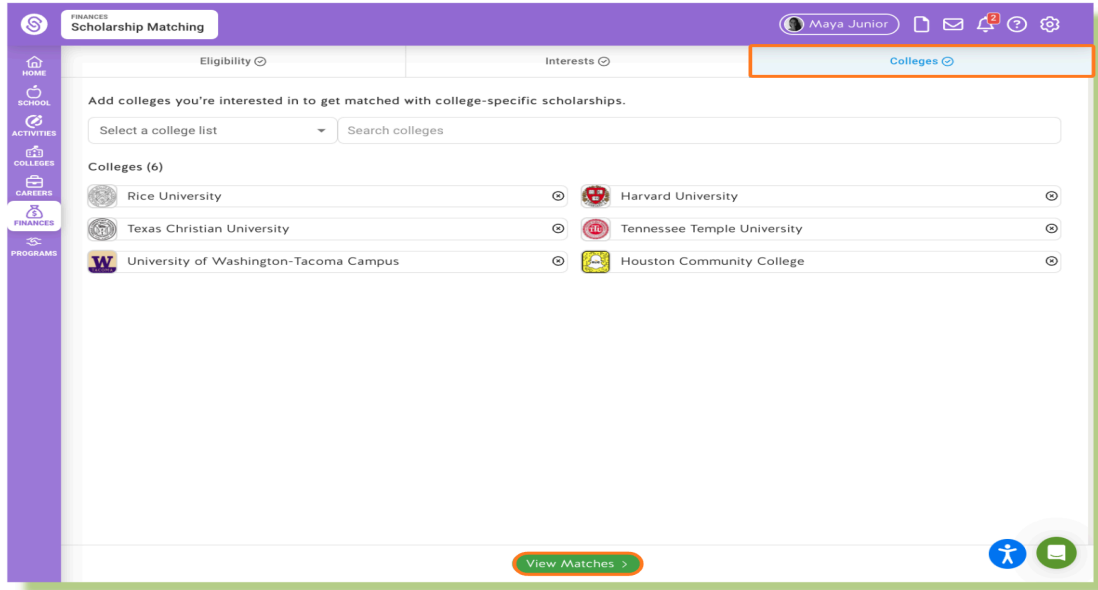 FINANCES
Scholarship Matching
Maya Junior
2
HOME
SCHOOL
ACTIVITIES
COLLEGES
CAREERS
FINANCES
PROGRAMS
Eligibility
Interests
Colleges
Add colleges you're interested in to get matched with college-specific scholarships.
Select a college list
Search colleges
Colleges (6)
Rice University
Harvard University
Texas Christian University
Tennessee Temple University
W
TACOMA
University of Washington-Tacoma Campus
Houston Community College
View Matches >